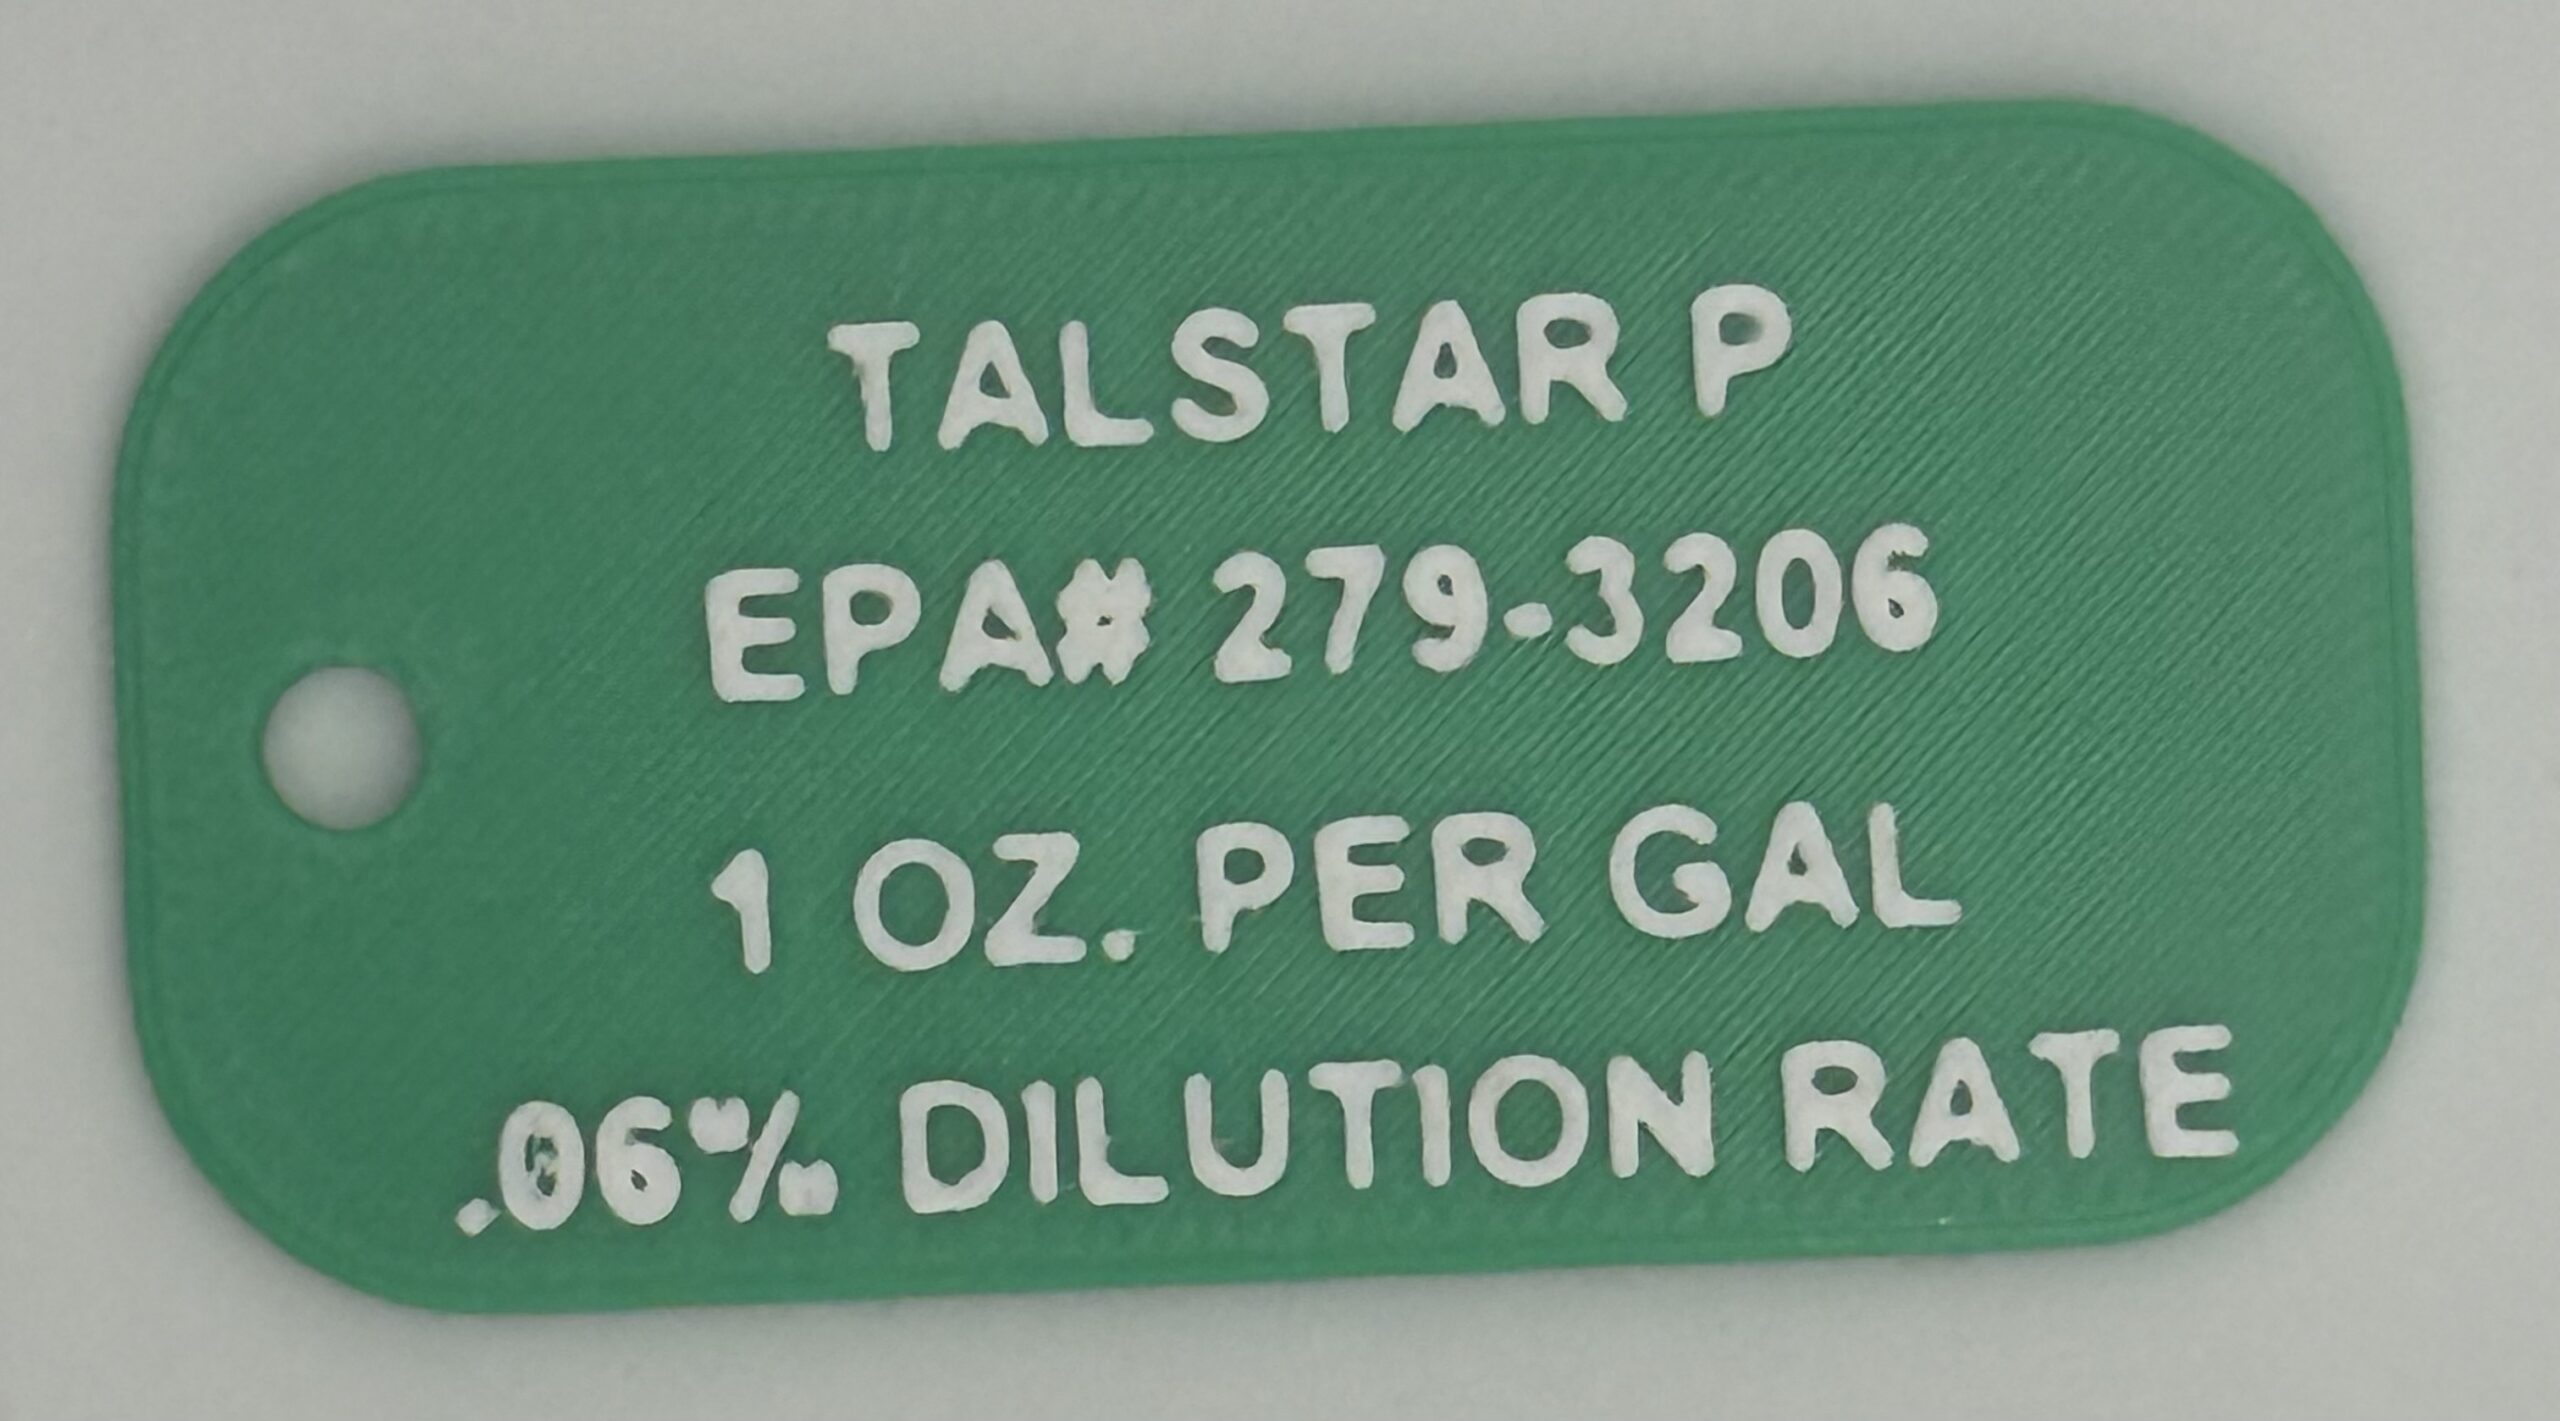 TALSTAR P
EPA# 279-3206
1 OZ. PER GAL
.06% DILUTION RATE